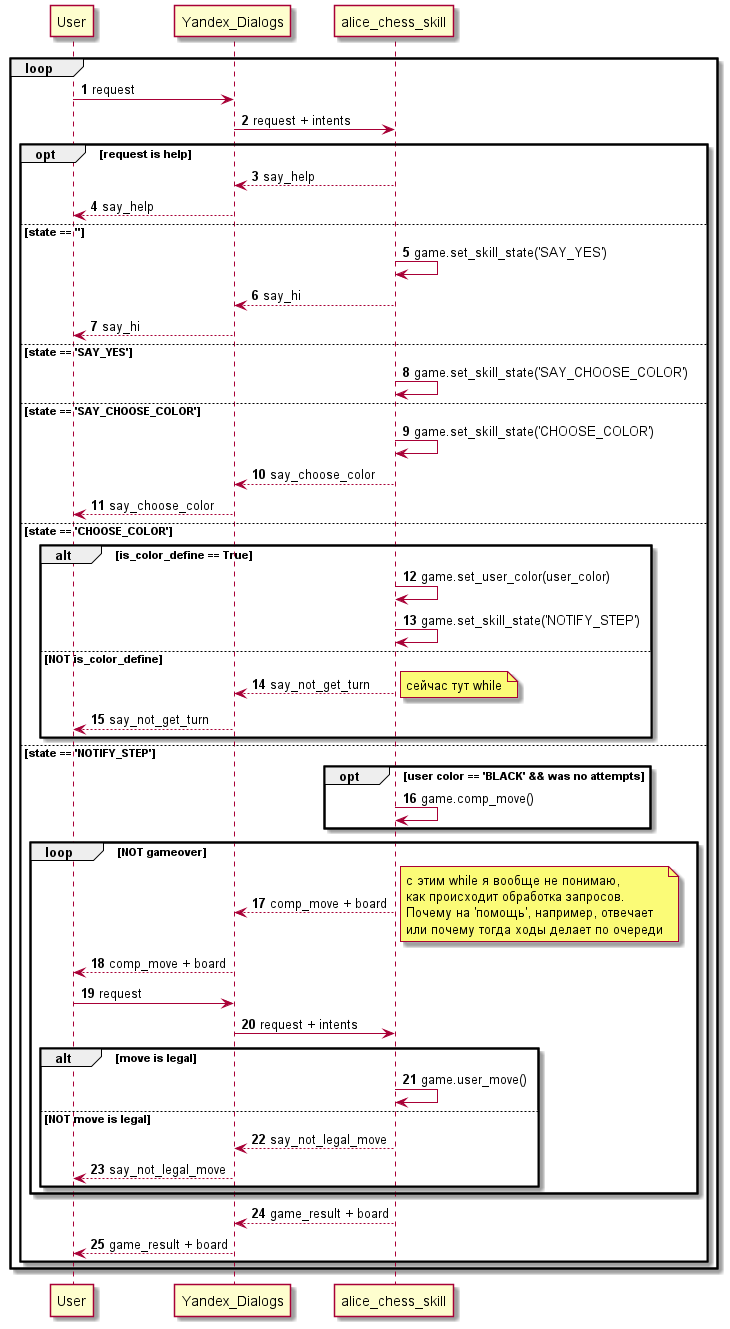 User Yandex_Dialogs alice_chess_skill
loop
1 request
2 request + intents
opt [request is help]
3 say_help
4 say_help
[state == '']
5 game.set_skill_state('SAY_YES')
6 say_hi
7 say_hi
[state == 'SAY_YES']
8 game.set_skill_state('SAY_CHOOSE_COLOR')
[state == 'SAY_CHOOSE_COLOR']
9 game.set_skill_state('CHOOSE_COLOR')
10 say_choose_color
11 say_choose_color
[state == 'CHOOSE_COLOR']
alt [is_color_define == True]
12 game.set_user_color(user_color)
13 game.set_skill_state('NOTIFY_STEP')
[NOT is_color_define]
14 say_not_get_turn сейчас тут while
15 say_not_get_turn
[state == 'NOTIFY_STEP']
opt [user color == 'BLACK' && was no attempts]
16 game.comp_move()
loop [NOT gameover]
с этим while я вообще не понимаю,
как происходит обработка запросов.
Почему на 'помощь', например, отвечает
или почему тогда ходы делает по очереди
17 comp_move + board
18 comp_move + board
19 request
20 request + intents
alt [move is legal]
21 game.user_move()
[NOT move is legal]
22 say_not_legal_move
23 say_not_legal_move
24 game_result + board
25 game_result + board
User Yandex_Dialogs alice_chess_skill